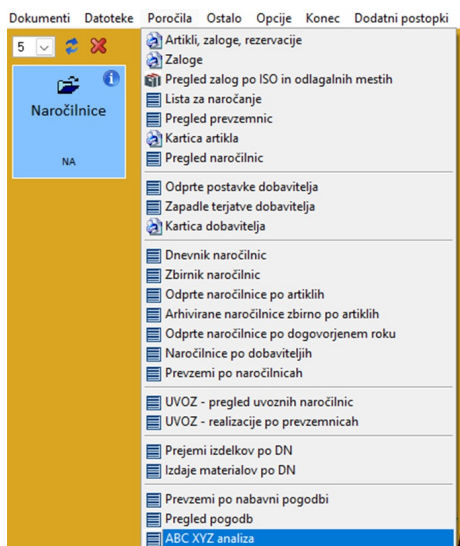 Dokumenti Datoteke Poročila Ostalo Opcije Konec Dodatni postopki
5
Naročilnice
NA
Artikli, zaloge, rezervacije
Zaloge
Pregled zalog po ISO in odlagalnih mestih
Lista za naročanje
Pregled prevzemnic
Kartica artikla
Pregled naročilnic
Odprte postavke dobavitelja
Zapadle terjatve dobavitelja
Kartica dobavitelja
Dnevnik naročilnic
Zbirnik naročilnic
Odprte naročilnice po artiklih
Arhivirane naročilnice zbirno po artiklih
Odprte naročilnice po dogovorjenem roku
Naročilnice po dobaviteljih
Prevzemi po naročilnicah
UVOZ - pregled uvoznih naročilnic
UVOZ - realizacije po prevzemnicah
Prejemi izdelkov po DN
Izdaje materialov po DN
Prevzemi po nabavni pogodbi
Pregled pogodb
ABC XYZ analiza